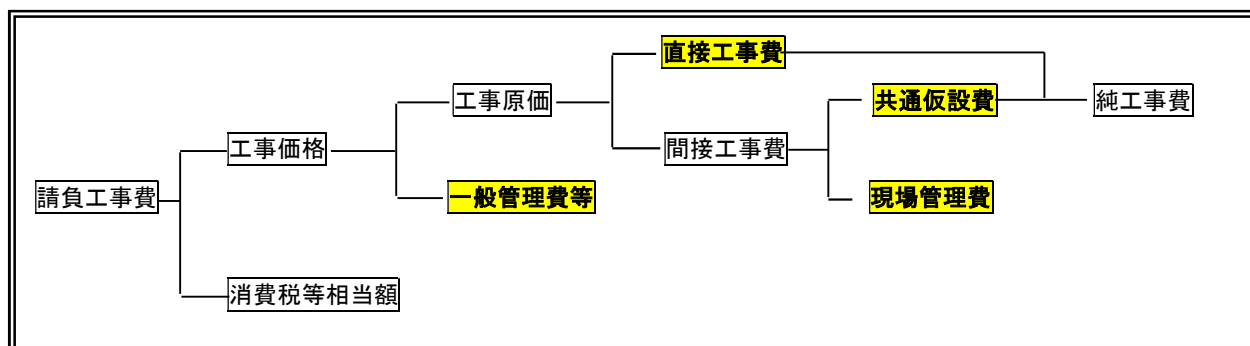 直接工事費
工事原価
共通仮設費
純工事費
工事価格
間接工事費
請負工事費
一般管理費等
現場管理費
消費税等相当額